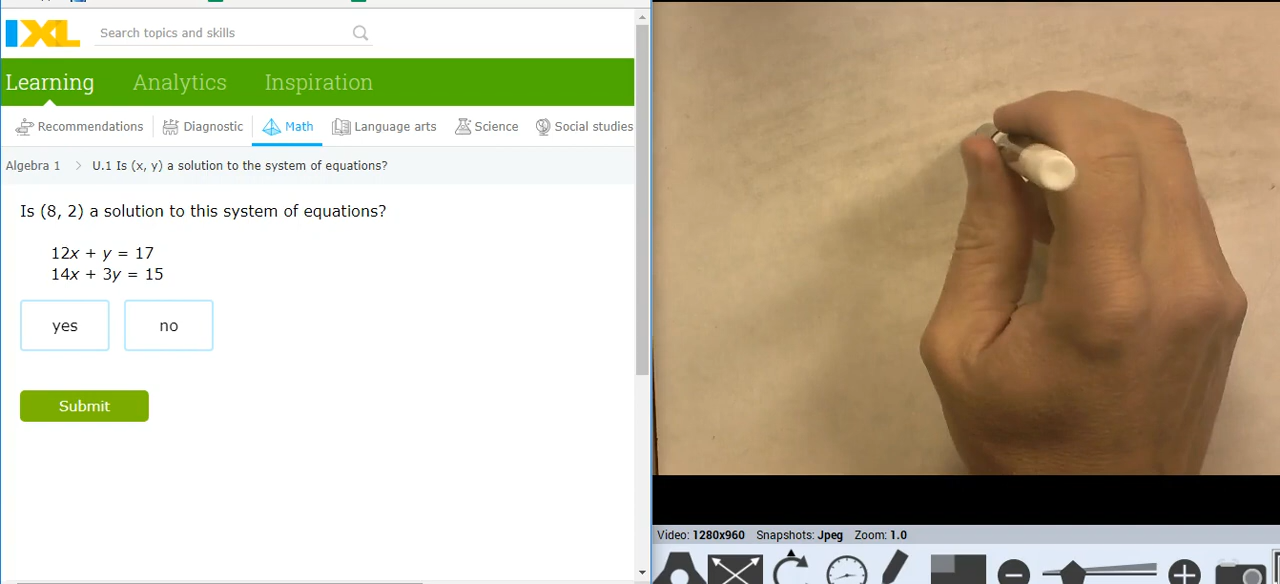 IXL
Search topics and skills
Learning Analytics Inspiration
Recommendations Diagnostic Math Language arts Science Social studies
Algebra 1 > U.1 Is (x, y) a solution to the system of equations?
Is (8, 2) a solution to this system of equations?
12x + y = 17
14x + 3y = 15
yes no
Submit
Video: 1280x960 Snapshots: Jpeg Zoom: 1.0